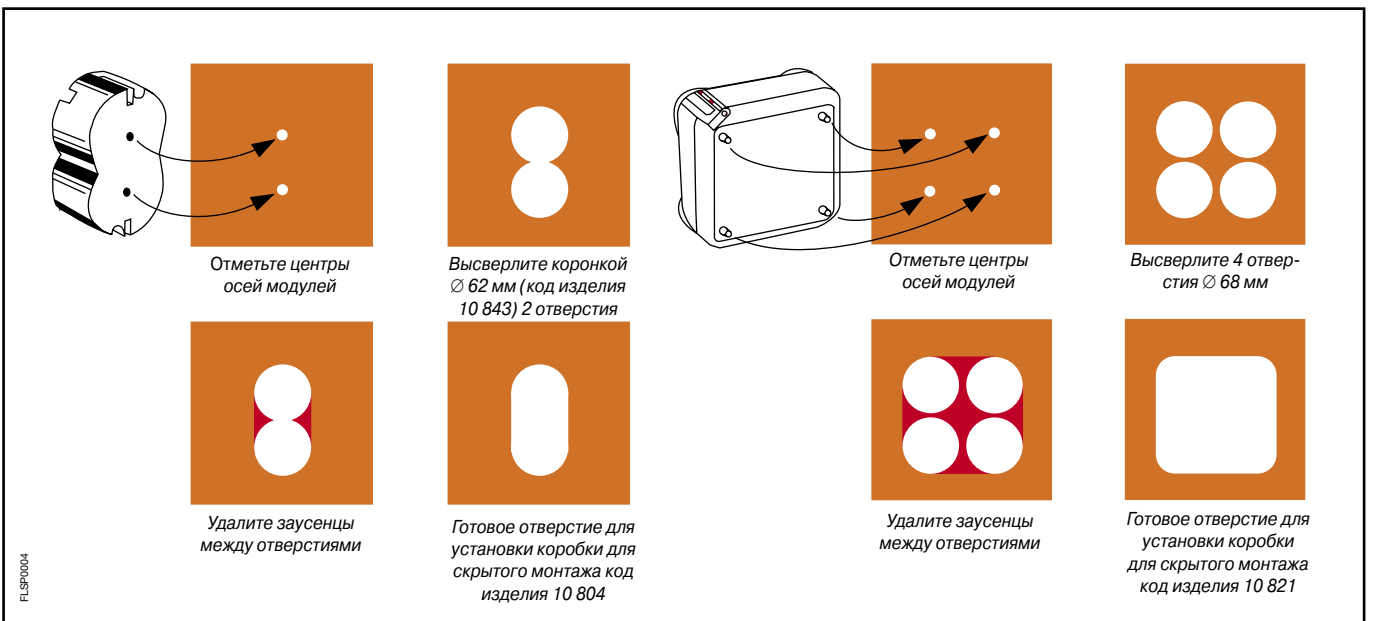 Отметьте центры
осей модулей
Высверлите коронкой
∅ 62 мм (код изделия
10 843) 2 отверстия
Отметьте центры
осей модулей
Высверлите 4 отвер-
стия ∅ 68 мм
Удалите заусенцы
между отверстиями
Готовое отверстие для
установки коробки для
скрытого монтажа код
изделия 10 804
Удалите заусенцы
между отверстиями
Готовое отверстие для
установки коробки
для скрытого монтажа
код изделия 10 821
FLSP0004